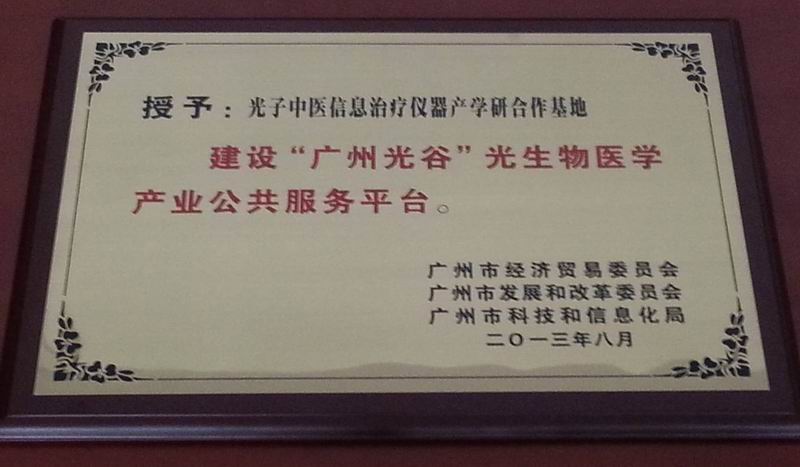 授予：光子中医信息治疗仪器产学研合作基地
建设“广州光谷”光生物医学
产业公共服务平台。
广州市经济贸易委员会
广州市发展和改革委员会
广州市科技和信息化局
二〇一三年八月